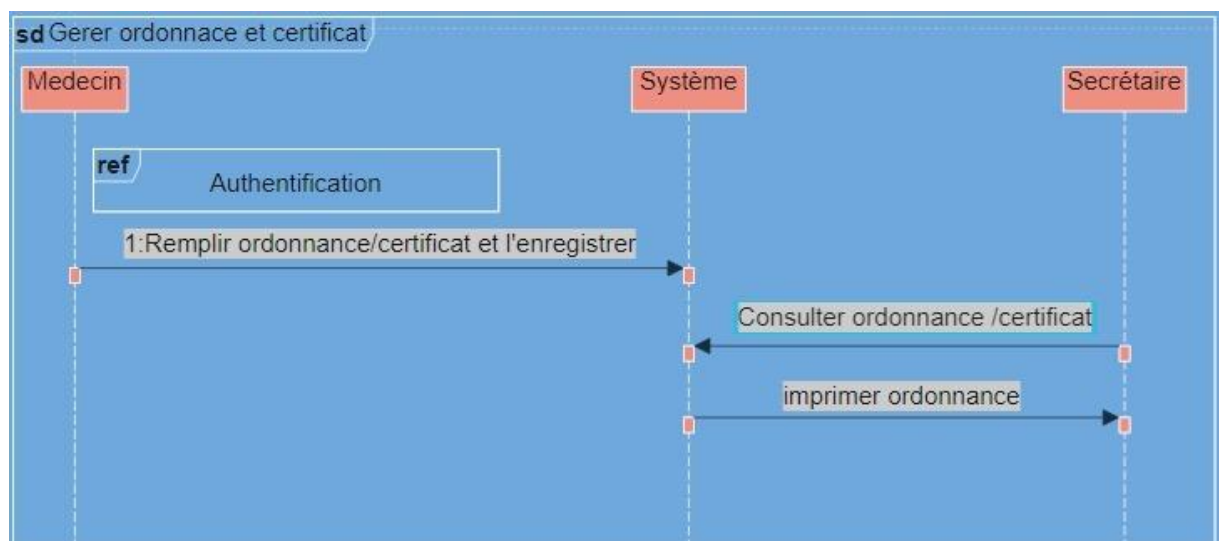 sd Gerer ordonnace et certificat
Medecin
Système
Secrétaire
ref
Authentification
1:Remplir ordonnance/certificat et l'enregistrer
Consulter ordonnance /certificat
imprimer ordonnance